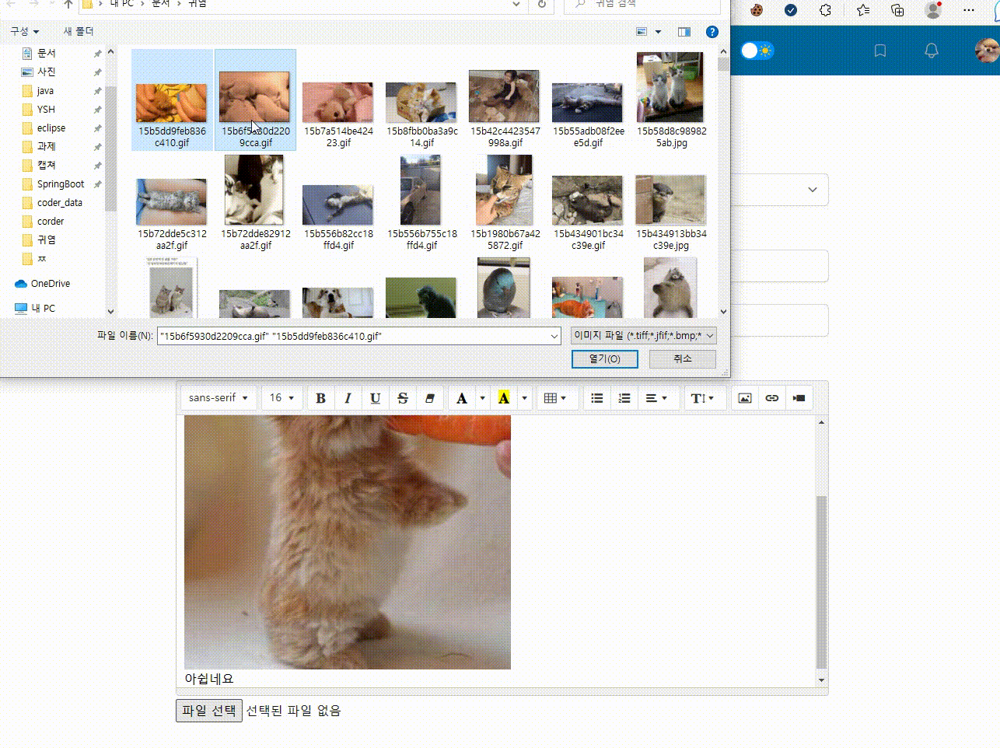 내 PC > 문서 > 귀염
귀염 검색
구성
새 폴더
문서
사진
java
YSH
eclipse
과제
캡쳐
SpringBoot
coder_data
corder
귀염
ㅉ
OneDrive
내 PC
15b5dd9feb836
c410.gif
15b6f5930d220
9cca.gif
15b7a514be424
23.gif
15b8fbb0ba3a9c
14.gif
15b42c4423547
998a.gif
15b55adb08f2ee
e5d.gif
15b58d8c98982
5ab.jpg
15b72dde5c312
aa2f.gif
15b72dde82912
aa2f.gif
15b556b82cc18
ffd4.gif
15b556b755c18
ffd4.gif
15b1980b67a42
5872.gif
15b434901bc34
c39e.gif
15b434913bb34
c39e.jpg
파일 이름(N):
"15b6f5930d2209cca.gif" "15b5dd9feb836c410.gif"
이미지 파일 (*.tiff;*.jfif;*.bmp;*
열기(O)
취소
sans-serif
16
B I U S A A T
아쉽네요
파일 선택 선택된 파일 없음